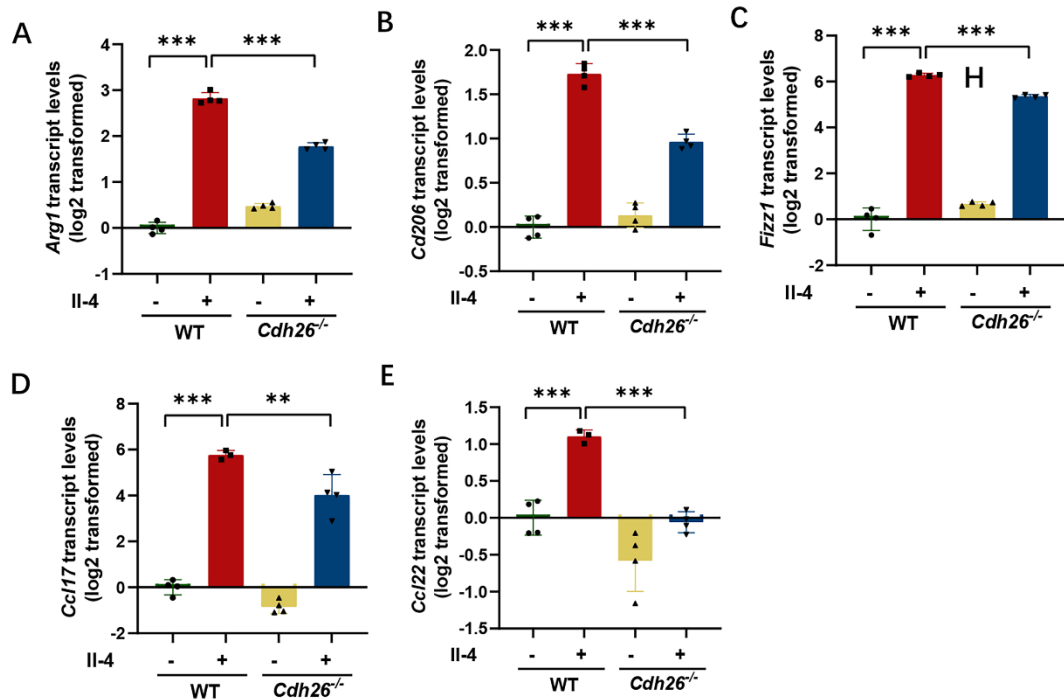 A
Arg1 transcript levels
(log2 transformed)
4
3
2
1
0
-1
***
***
Il-4
-
+
-
+
WT
Cdh26-/-
B
Cd206 transcript levels
(log2 transformed)
2.0
1.5
1.0
0.5
0.0
-0.5
***
***
Il-4
-
+
-
+
WT
Cdh26-/-
C
Fizz1 transcript levels
(log2 transformed)
8
6
4
2
0
-2
***
***
H
Il-4
-
+
-
+
WT
Cdh26-/-
D
Ccl17 transcript levels
(log2 transformed)
8
6
4
2
0
-2
***
**
Il-4
-
+
-
+
WT
Cdh26-/-
E
Ccl22 transcript levels
(log2 transformed)
1.5
1.0
0.5
0.0
-0.5
-1.0
-1.5
***
***
Il-4
-
+
-
+
WT
Cdh26-/-